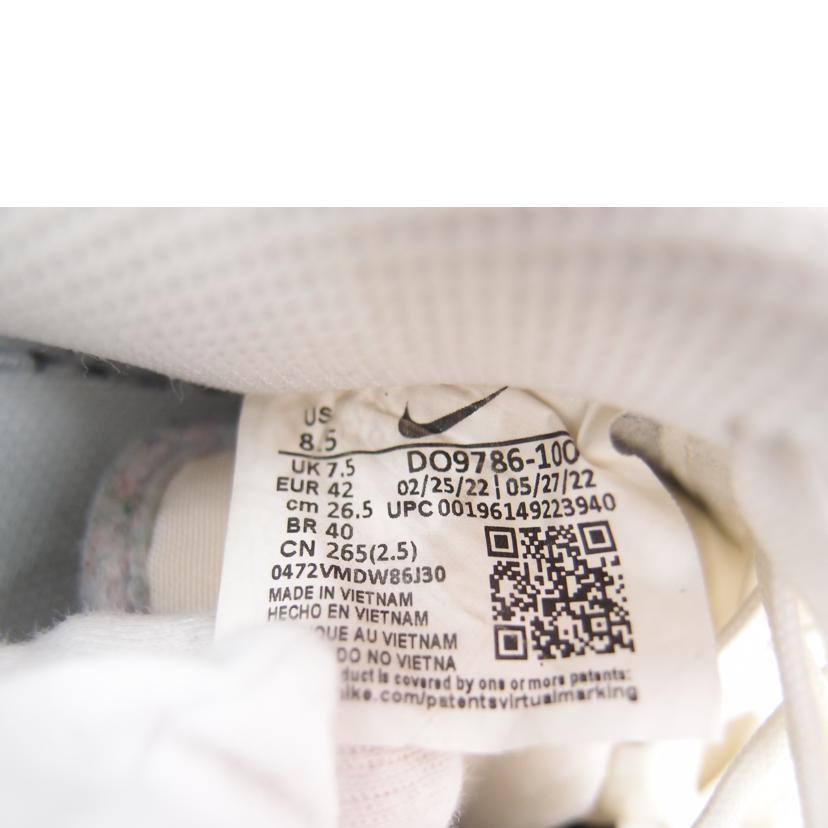 US
8.5
UK 7.5
EUR 42
cm 26.5
BR 40
CN 265(2.5)
DO9786-100
02/25/22 | 05/27/22
UPC 00196149223940
0472VMDW86J30
MADE IN VIETNAM
HECHO EN VIETNAM
QUE AU VIETNAM
DO NO VIETNA
duct is covered by one or more patents:
nike.com/patentsvirtualmarking